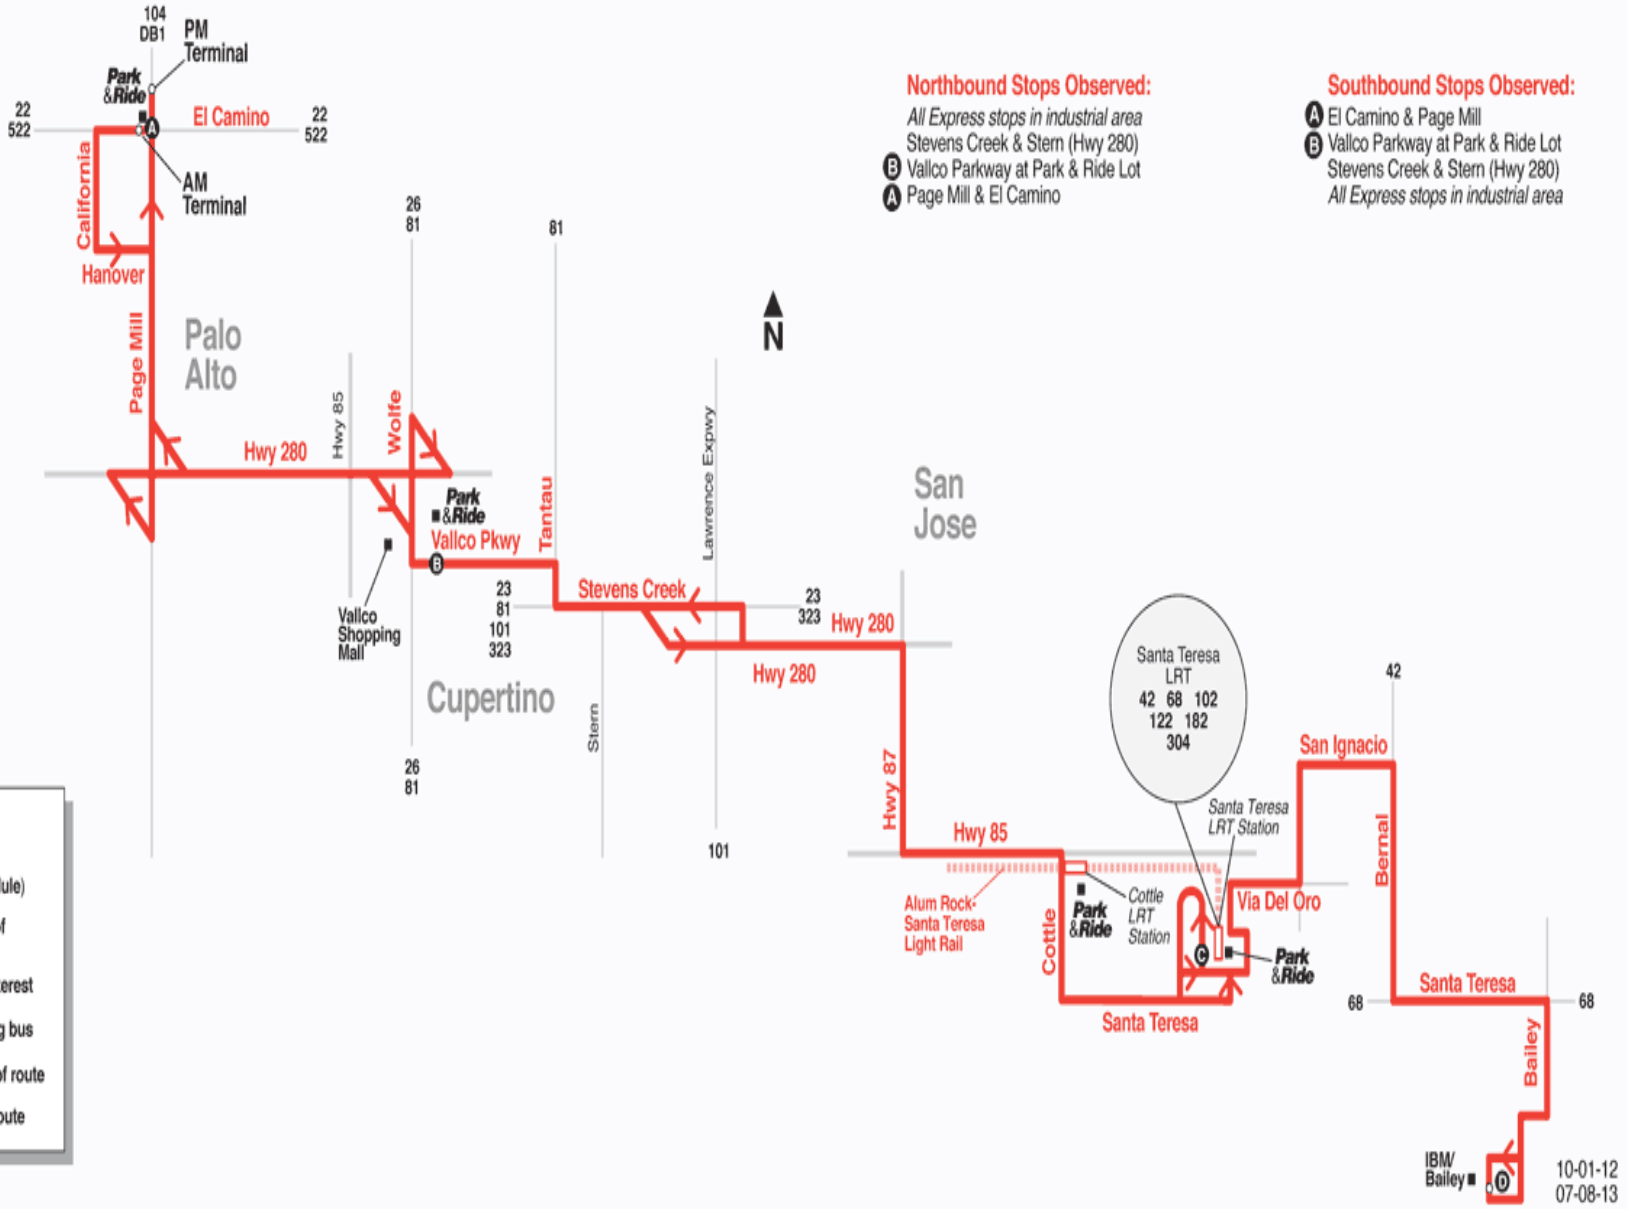 104
DB1
PM
Terminal
Park
&Ride
22
522
El Camino
22
522
A
California
AM
Terminal
Hanover
Page Mill
Palo
Alto
Northbound Stops Observed:
All Express stops in industrial area
Stevens Creek & Stern (Hwy 280)
B Vallco Parkway at Park & Ride Lot
A Page Mill & El Camino
Southbound Stops Observed:
A El Camino & Page Mill
B Vallco Parkway at Park & Ride Lot
Stevens Creek & Stern (Hwy 280)
All Express stops in industrial area
26
81
81
N
Hwy 85
Wolfe
Hwy 280
Park
&Ride
Vallco Pkwy
B
Tantau
Lawrence Expwy
San
Jose
Vallco
Shopping
Mall
23
81
101
323
Stevens Creek
23
323
Hwy 280
Hwy 280
Cupertino
Stern
26
81
101
Hwy 87
Santa Teresa
LRT
42 68 102
122 182
304
42
San Ignacio
Santa Teresa
LRT Station
Hwy 85
Bernal
Alum Rock-
Santa Teresa
Light Rail
Cottle
Park
&Ride
Cottle
LRT
Station
C
Via Del Oro
Park
&Ride
Santa Teresa
68
Santa Teresa
68
Bailey
IBM/
Bailey
D
10-01-12
07-08-13
g bus
of route